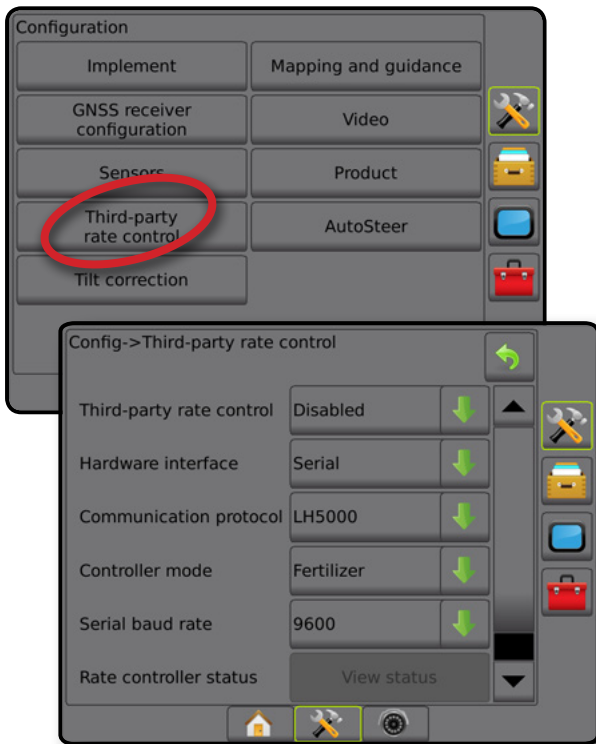 Configuration
Implement
Mapping and guidance
GNSS receiver
configuration
Video
Sensors
Product
Third-party
rate control
AutoSteer
Tilt correction
Config->Third-party rate control
Third-party rate control
Disabled
Hardware interface
Serial
Communication protocol
LH5000
Controller mode
Fertilizer
Serial baud rate
9600
Rate controller status
View status